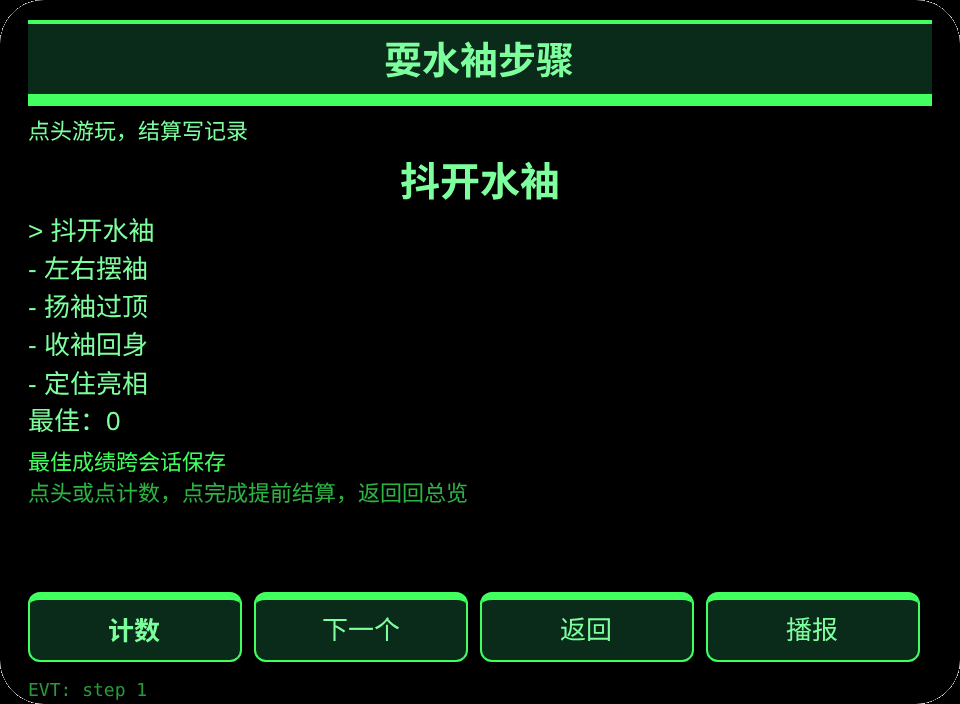 耍水袖步骤
点头游玩，结算写记录
抖开水袖
> 抖开水袖
- 左右摆袖
- 扬袖过顶
- 收袖回身
- 定住亮相
最佳：0
最佳成绩跨会话保存
点头或点计数，点完成提前结算，返回回总览
计数
下一个
返回
播报
EVT: step 1